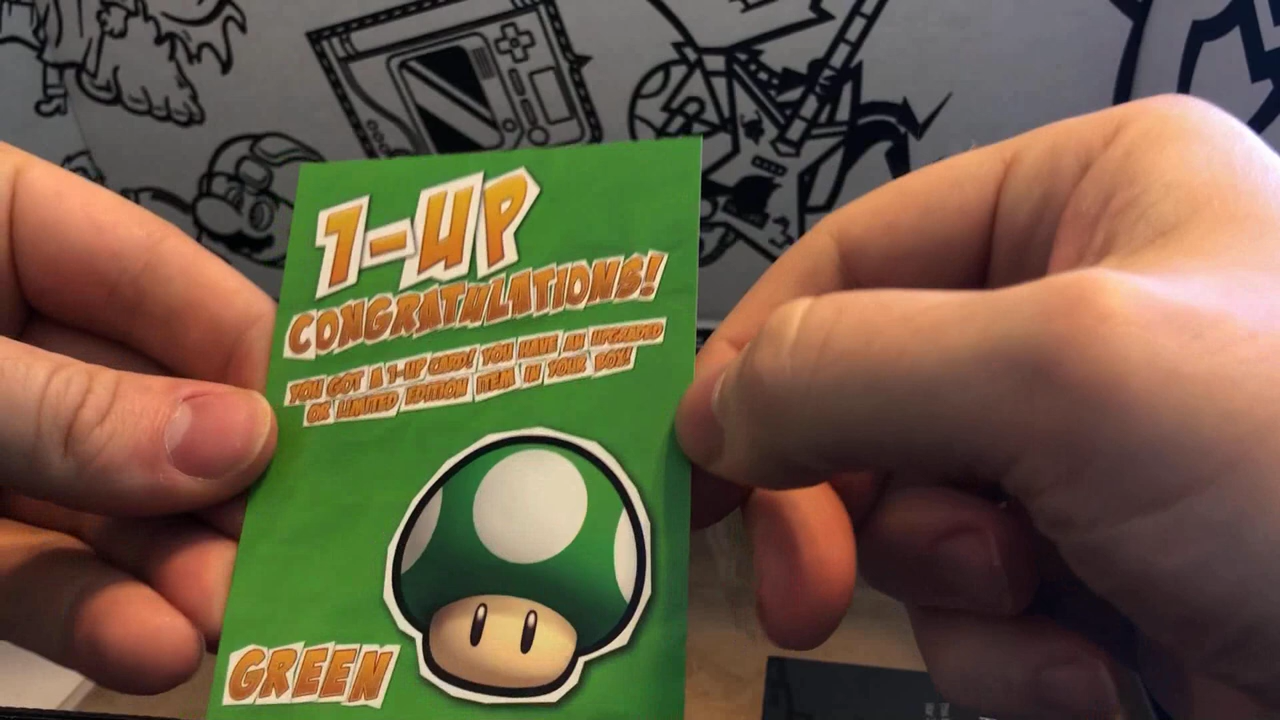 1-UP
CONGRATULATIONS!
YOU GOT A 1-UP CARD! YOU HAVE AN UPGRADED
OR LIMITED EDITION ITEM IN YOUR BOX!
GREEN